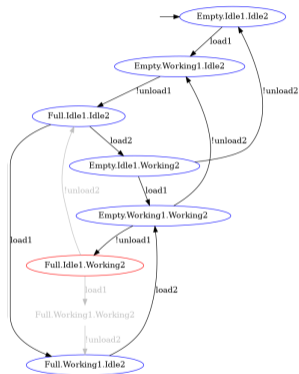 Empty.Idle1.Idle2
load1
Empty.Working1.Idle2
!unload1
!unload2
Full.Idle1.Idle2
load2
!unload2
Empty.Idle1.Working2
!unload2
load1
Empty.Working1.Working2
load1
!unload1
Full.Idle1.Working2
load1
load2
Full.Working1.Working2
!unload2
Full.Working1.Idle2